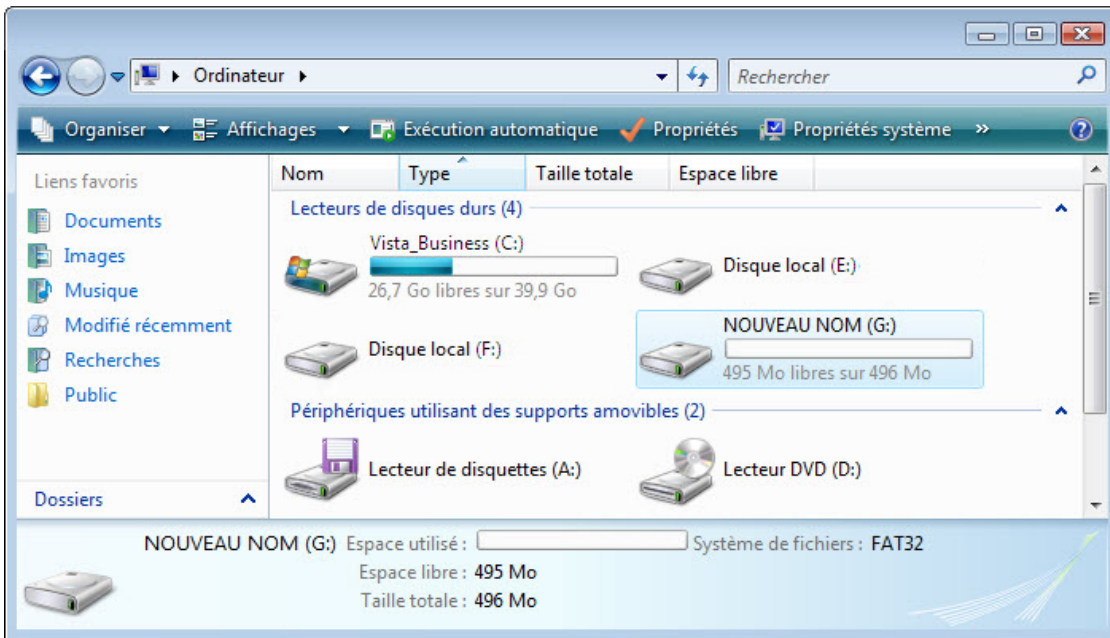 Ordinateur
Rechercher
Organiser Affichages Exécution automatique Propriétés Propriétés système »
Liens favoris
Documents
Images
Musique
Modifié récemment
Recherches
Public
Dossiers
Nom Type Taille totale Espace libre
Lecteurs de disques durs (4)
Vista_Business (C:)
26,7 Go libres sur 39,9 Go
Disque local (E:)
Disque local (F:)
NOUVEAU NOM (G:)
495 Mo libres sur 496 Mo
Périphériques utilisant des supports amovibles (2)
Lecteur de disquettes (A:)
Lecteur DVD (D:)
NOUVEAU NOM (G:) Espace utilisé : Système de fichiers : FAT32
Espace libre : 495 Mo
Taille totale : 496 Mo